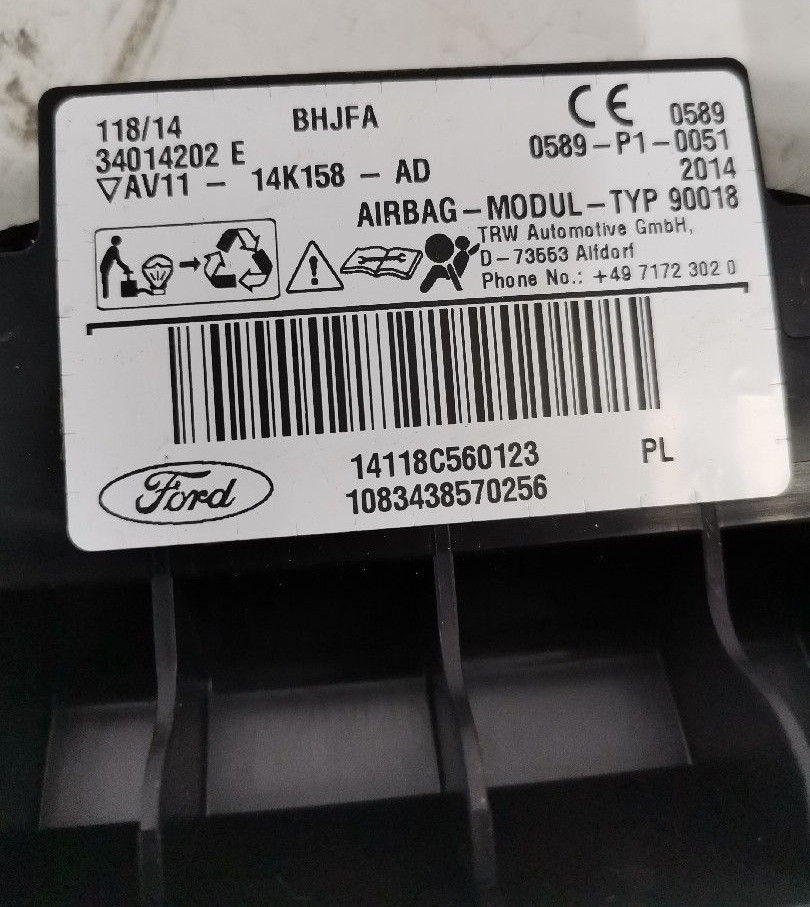 118/14 BHJFA CE 0589
34014202 E 0589-P1-0051
▽AV11 - 14K158 - AD 2014
AIRBAG-MODUL-TYP 90018
TRW Automotive GmbH,
D-73553 Alfdorf
Phone No.: +49 7172 302 0
14118C560123 PL
1083438570256
Ford